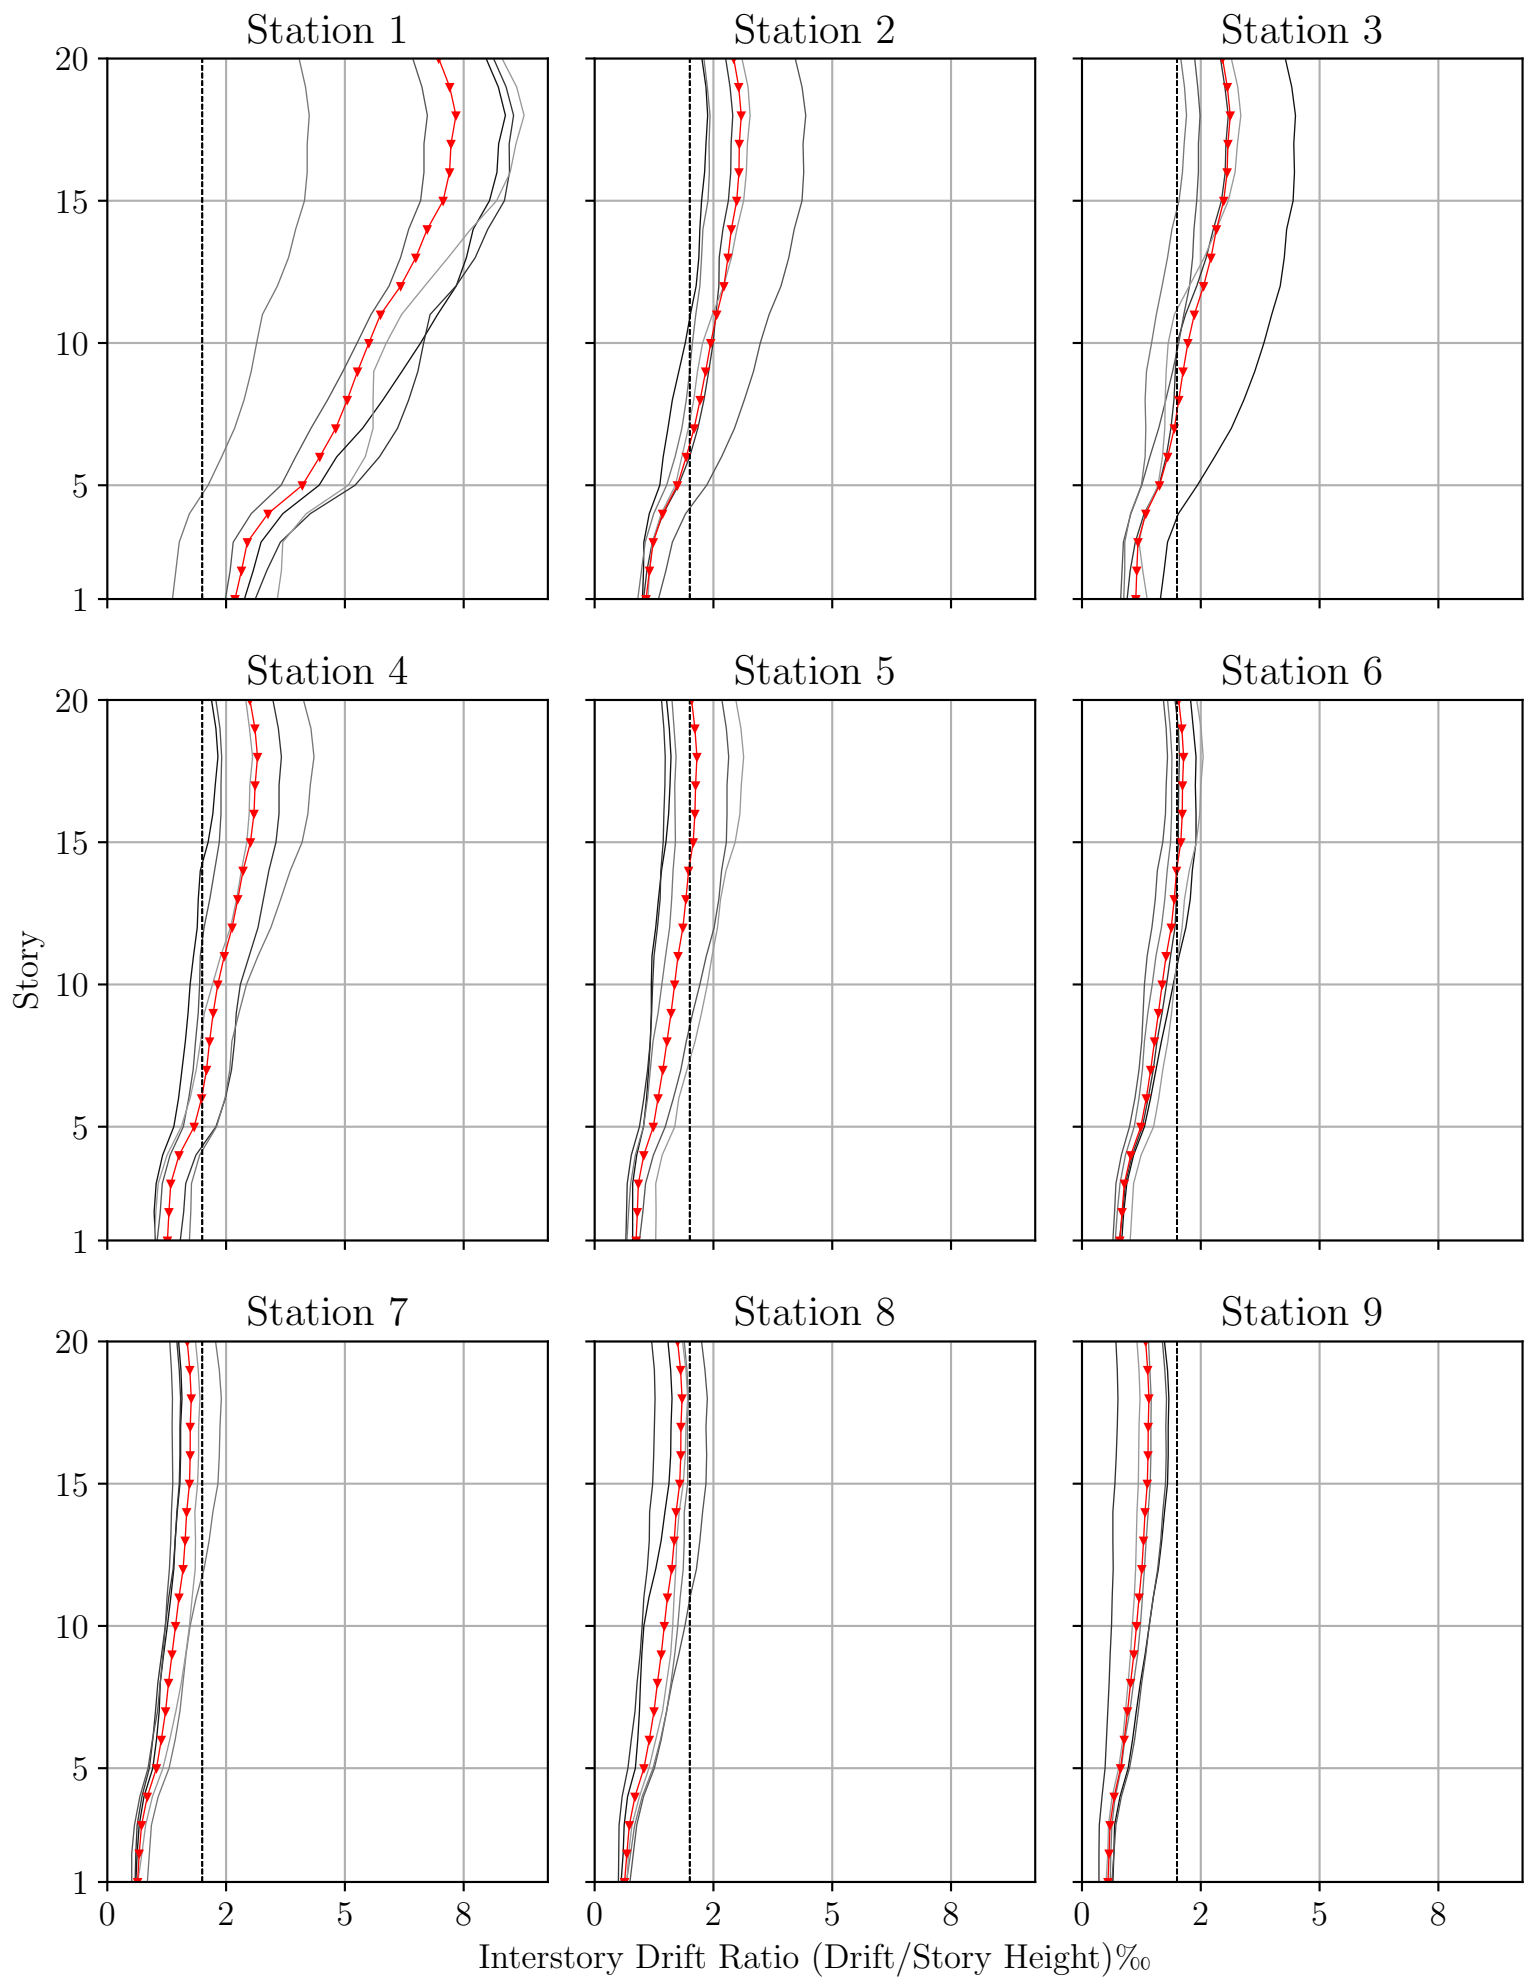 Station 1
Station 2
Station 3
20
15
10
5
1
Station 4
Station 5
Station 6
20
15
10
5
1
Story
Station 7
Station 8
Station 9
20
15
10
5
1
0 2 5 8
0 2 5 8
0 2 5 8
Interstory Drift Ratio (Drift/Story Height)‰